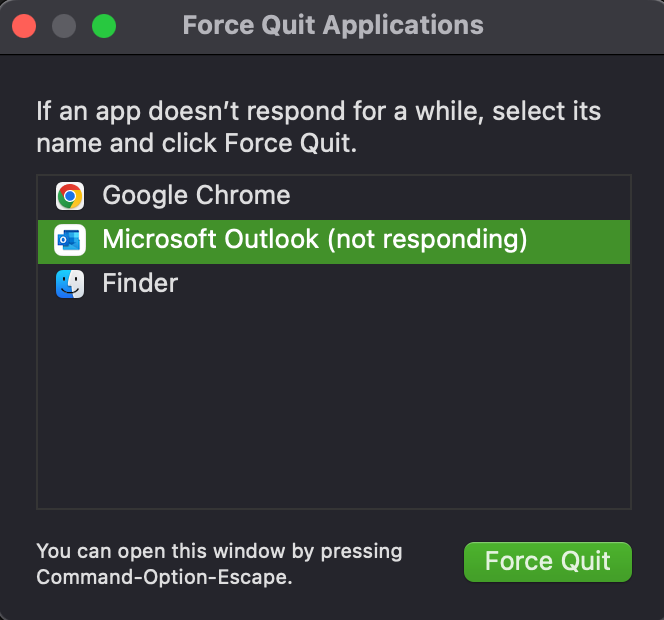 Force Quit Applications
If an app doesn’t respond for a while, select its
name and click Force Quit.
Google Chrome
Microsoft Outlook (not responding)
Finder
You can open this window by pressing
Command-Option-Escape.
Force Quit